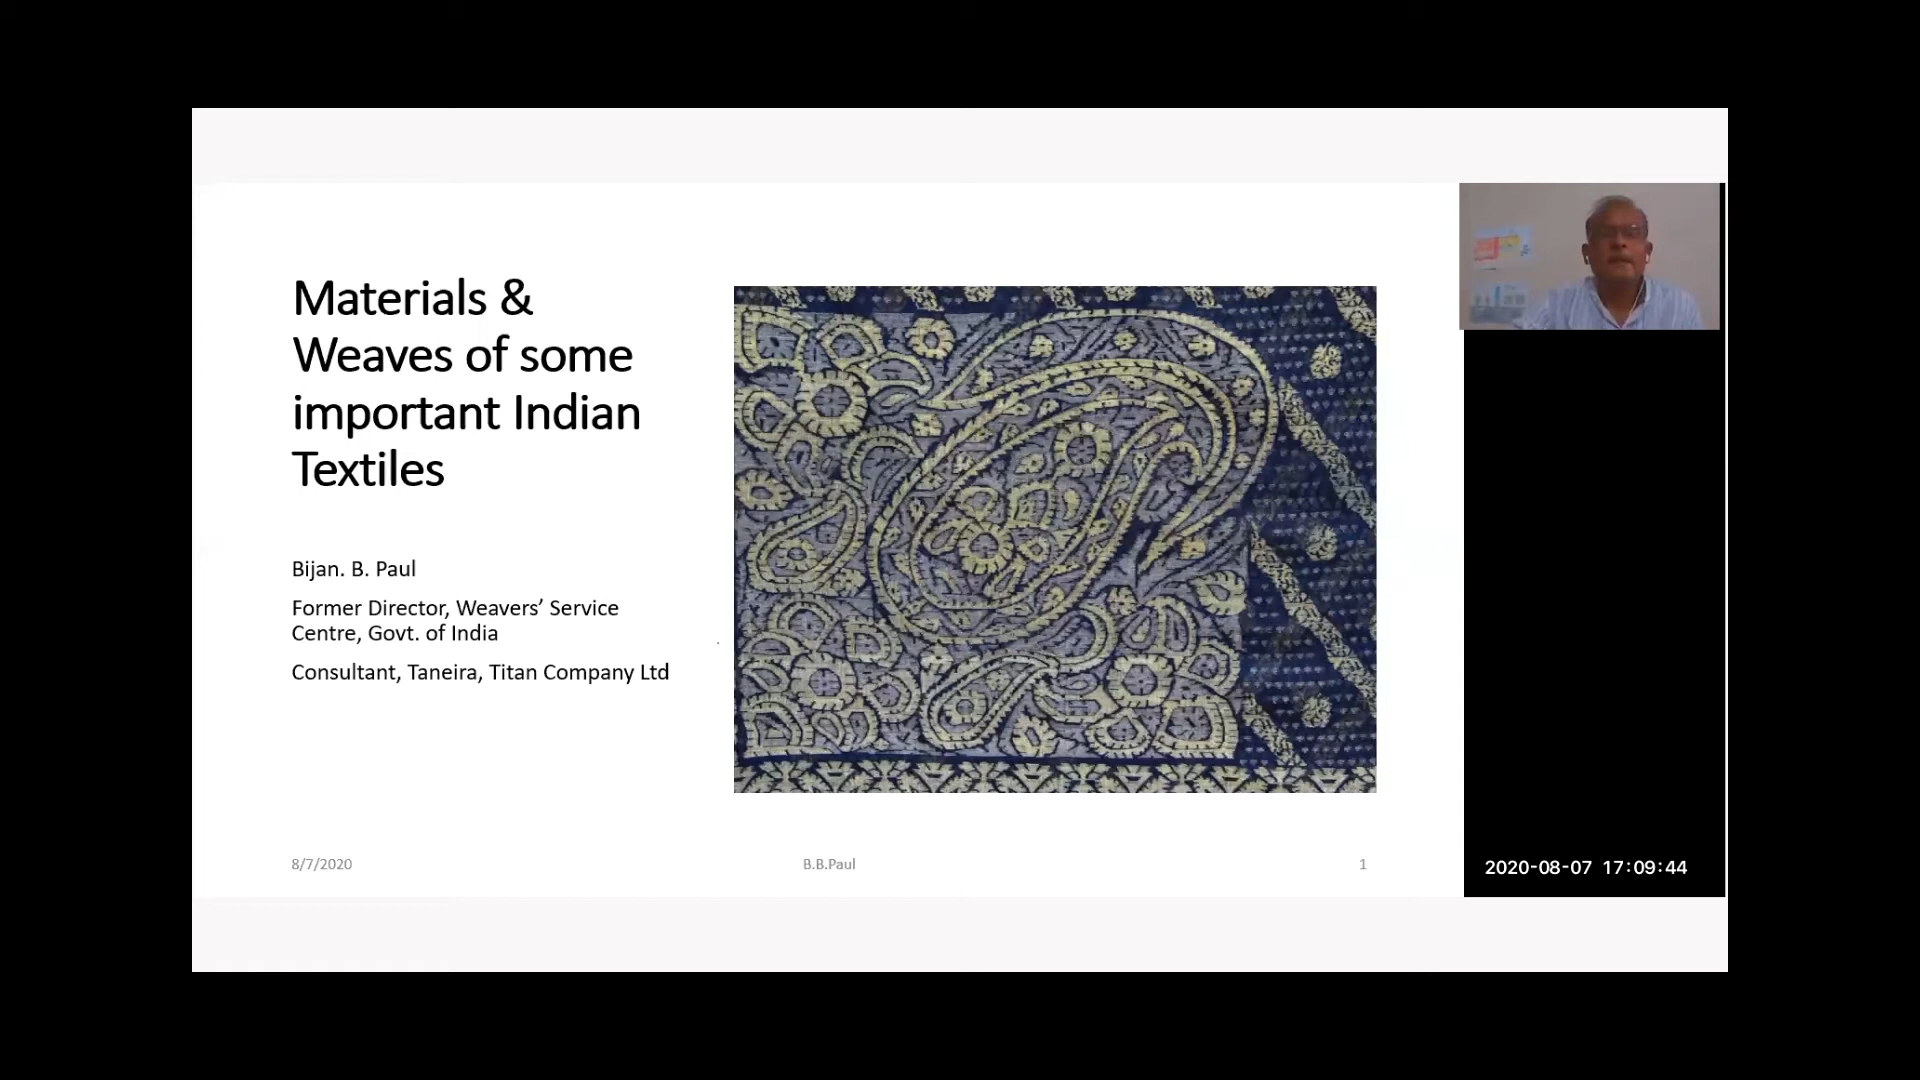 Materials &
Weaves of some
important Indian
Textiles
Bijan. B. Paul
Former Director, Weavers’ Service
Centre, Govt. of India
Consultant, Taneira, Titan Company Ltd
8/7/2020
B.B.Paul
1
2020-08-07 17:09:44